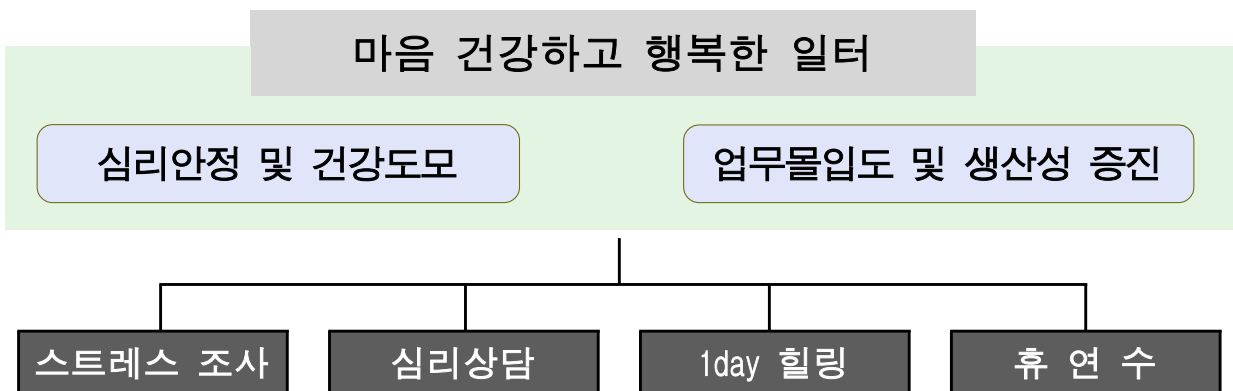 마음 건강하고 행복한 일터
심리안정 및 건강도모
업무몰입도 및 생산성 증진
스트레스 조사
심리상담
1day 힐링
휴 연 수